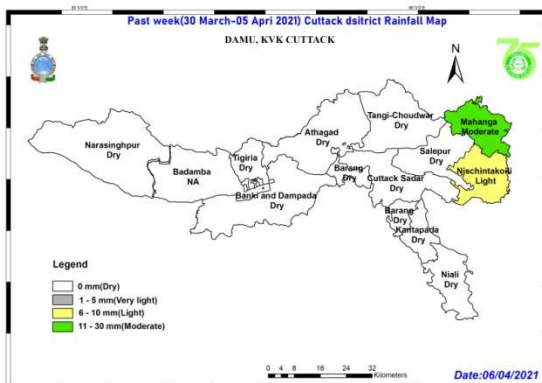 Past week(30 March-05 Apri 2021) Cuttack dsitrict Rainfall Map
DAMU, KVK CUTTACK
N
75
Tangi-Choudwar
Dry
Mahanga
Moderate
Athagad
Dry
Narasinghpur
Dry
Salepur
Dry
Tigiria
Dry
Barang
Dry
Nischintakoili
Light
Badamba
NA
Cuttack Sadar
Dry
Banki and Dampada
Dry
Barang
Dry
Kantapada
Dry
Niali
Dry
Legend
0 mm(Dry)
1 - 5 mm(Very light)
6 - 10 mm(Light)
11 - 30 mm(Moderate)
0 4 8 16 24 32
Kilometers
Date:06/04/2021